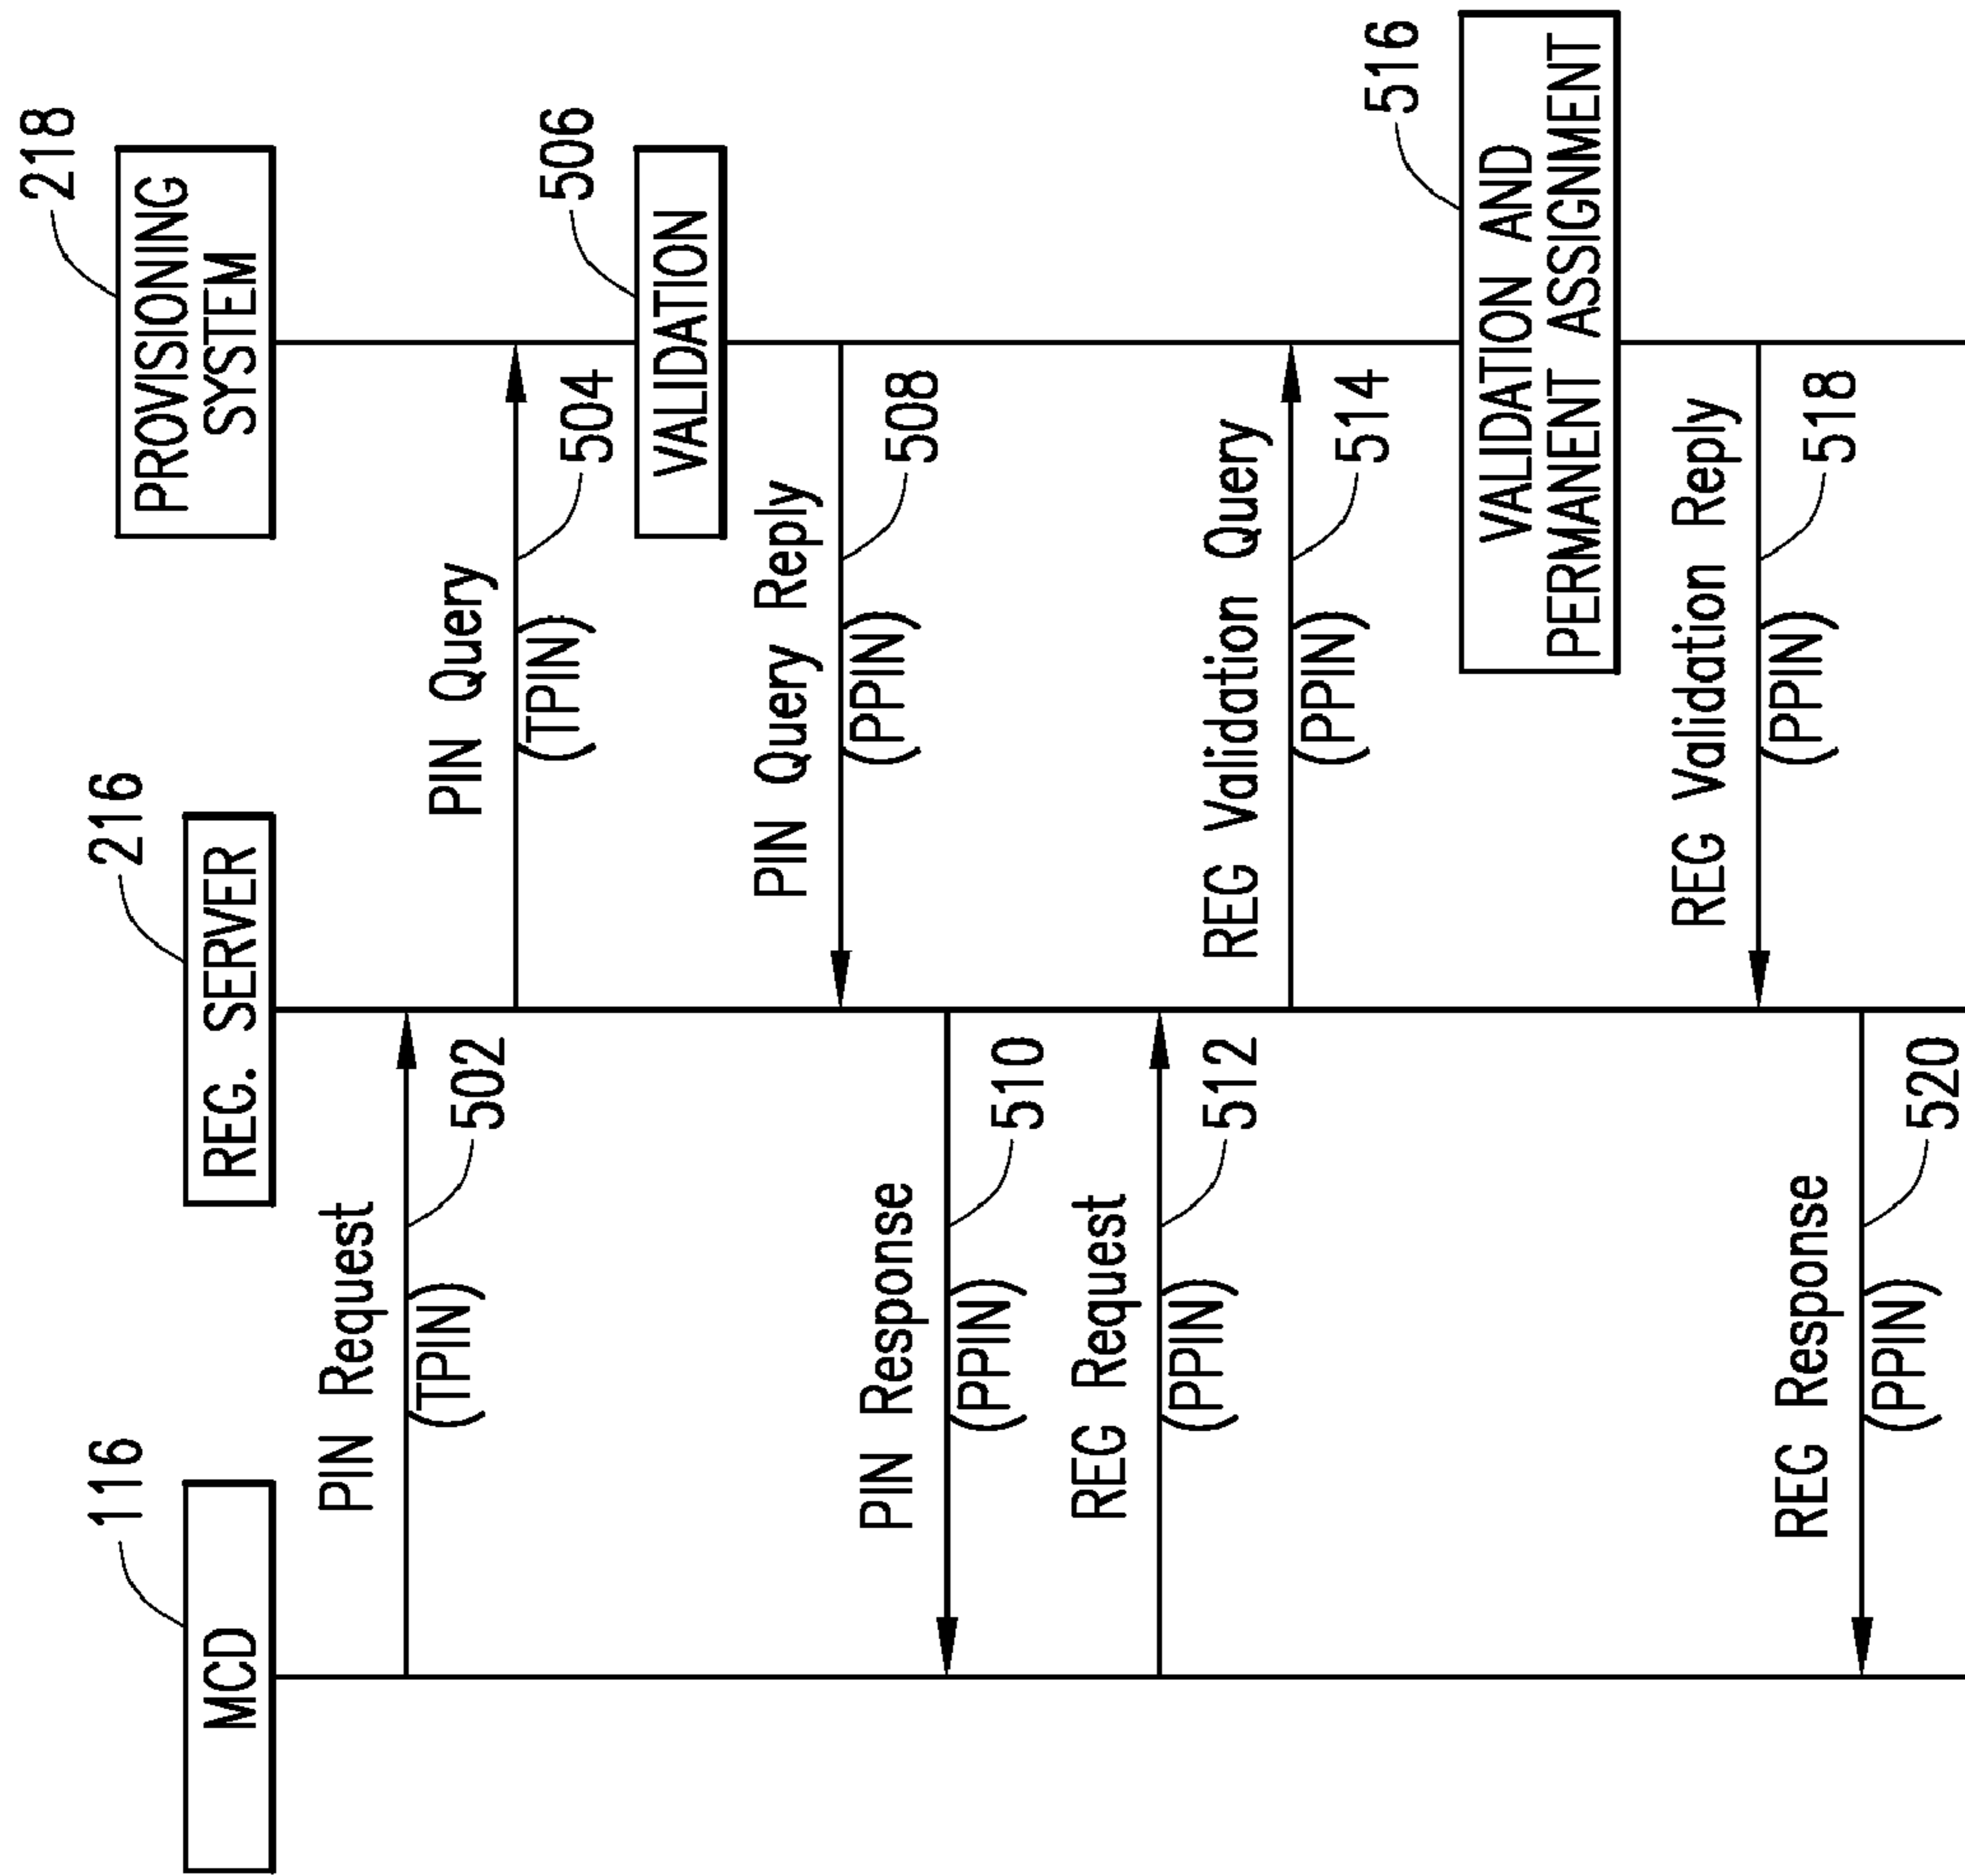 116
MCD
216
REG. SERVER
218
PROVISIONING
SYSTEM
PIN Request
(TPIN)
502
PIN Query
(TPIN)
504
506
VALIDATION
PIN Query Reply
(PPIN)
508
PIN Response
(PPIN)
510
REG Request
(PPIN)
512
REG Validation Query
(PPIN)
514
516
VALIDATION AND
PERMANENT ASSIGNMENT
REG Validation Reply
(PPIN)
518
REG Response
(PPIN)
520